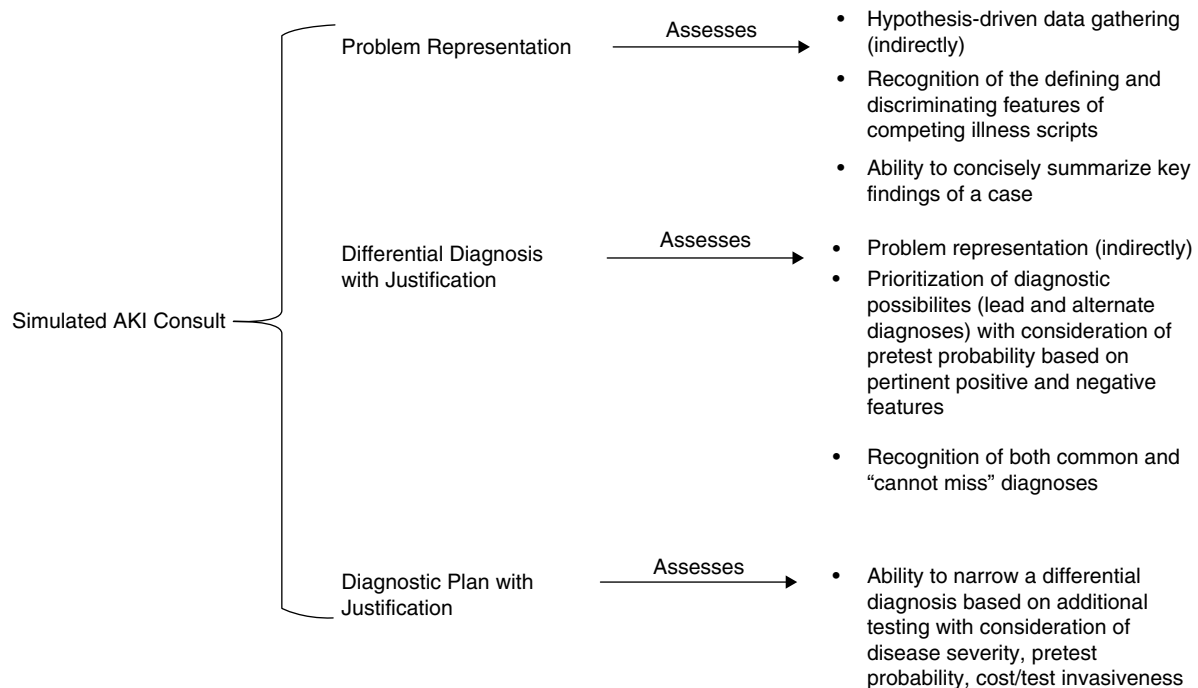 Simulated AKI Consult
Problem Representation
Assesses
• Hypothesis-driven data gathering
(indirectly)
• Recognition of the defining and
discriminating features of
competing illness scripts
• Ability to concisely summarize key
findings of a case
Differential Diagnosis
with Justification
Assesses
• Problem representation (indirectly)
• Prioritization of diagnostic
possibilites (lead and alternate
diagnoses) with consideration of
pretest probability based on
pertinent positive and negative
features
• Recognition of both common and
“cannot miss” diagnoses
Diagnostic Plan with
Justification
Assesses
• Ability to narrow a differential
diagnosis based on additional
testing with consideration of
disease severity, pretest
probability, cost/test invasiveness